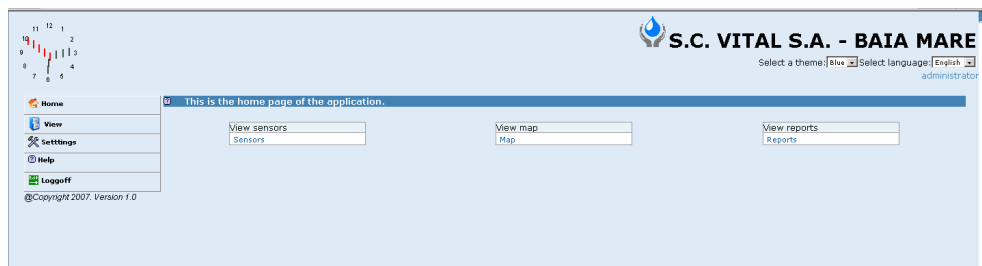 11 12 1
10 2
9 3
8 4
7 6 5
S.C. VITAL S.A. - BAIA MARE
Select a theme: Blue Select language: English
administrator
Home
This is the home page of the application.
View
Setttings
Help
Loggoff
@Copyright 2007. Version 1.0
View sensors
Sensors
View map
Map
View reports
Reports